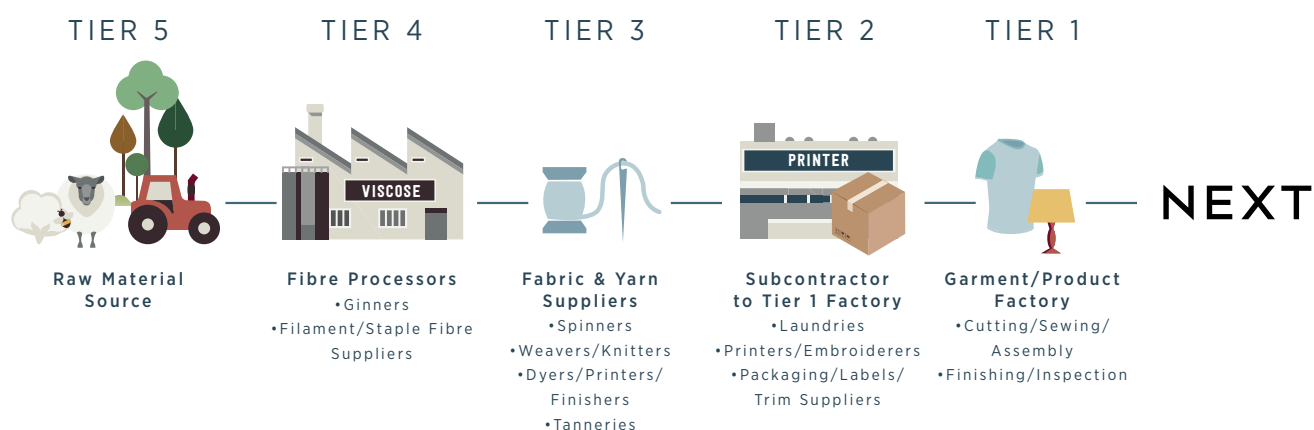 TIER 5
TIER 4
TIER 3
TIER 2
TIER 1
VISCOSE
PRINTER
NEXT
Raw Material
Source
Fibre Processors
•Ginners
•Filament/Staple Fibre
Suppliers
Fabric & Yarn
Suppliers
•Spinners
•Weavers/Knitters
•Dyers/Printers/
Finishers
•Tanneries
Subcontractor
to Tier 1 Factory
•Laundries
•Printers/Embroiderers
•Packaging/Labels/
Trim Suppliers
Garment/Product
Factory
•Cutting/Sewing/
Assembly
•Finishing/Inspection